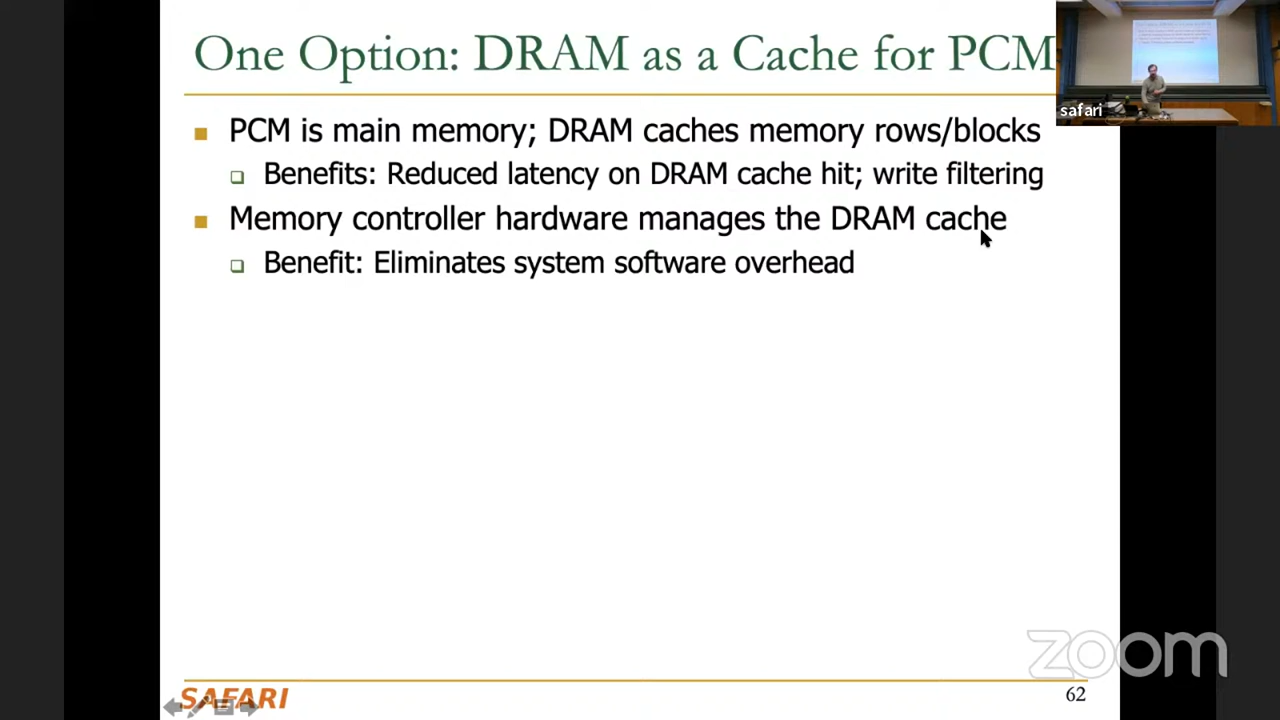 One Option: DRAM as a Cache for PCM
PCM is main memory; DRAM caches memory rows/blocks
Benefits: Reduced latency on DRAM cache hit; write filtering
Memory controller hardware manages the DRAM cache
Benefit: Eliminates system software overhead
safari
zoom
SAFARI
62